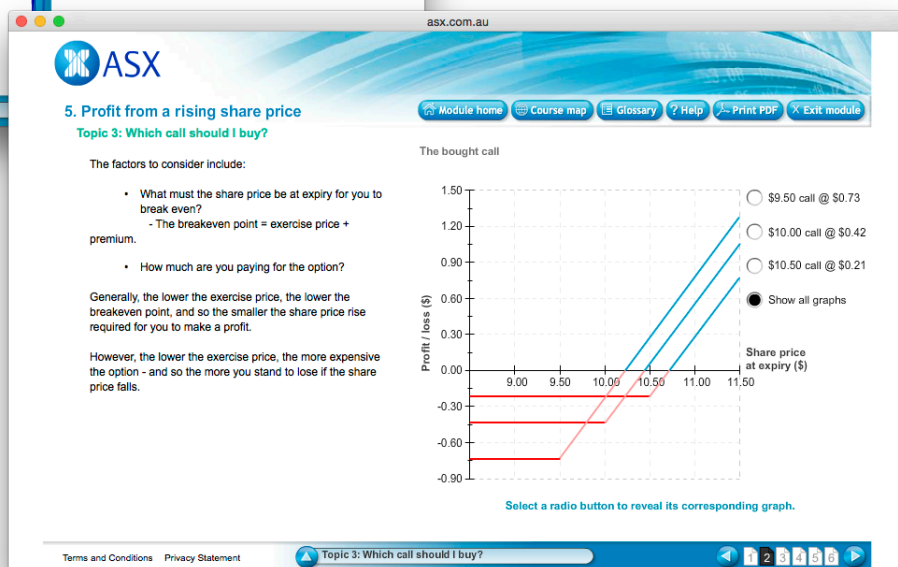 asx.com.au
ASX
5. Profit from a rising share price
Module home Course map Glossary ? Help Print PDF X Exit module
Topic 3: Which call should I buy?
The factors to consider include:
• What must the share price be at expiry for you to
break even?
- The breakeven point = exercise price +
premium.
• How much are you paying for the option?
Generally, the lower the exercise price, the lower the
breakeven point, and so the smaller the share price rise
required for you to make a profit.
However, the lower the exercise price, the more expensive
the option - and so the more you stand to lose if the share
price falls.
The bought call
Profit / loss ($)
1.50
1.20
0.90
0.60
0.30
0.00
-0.30
-0.60
-0.90
9.00 9.50 10.00 10.50 11.00 11.50
Share price
at expiry ($)
$9.50 call @ $0.73
$10.00 call @ $0.42
$10.50 call @ $0.21
Show all graphs
Select a radio button to reveal its corresponding graph.
Terms and Conditions Privacy Statement
Topic 3: Which call should I buy?
1 2 3 4 5 6